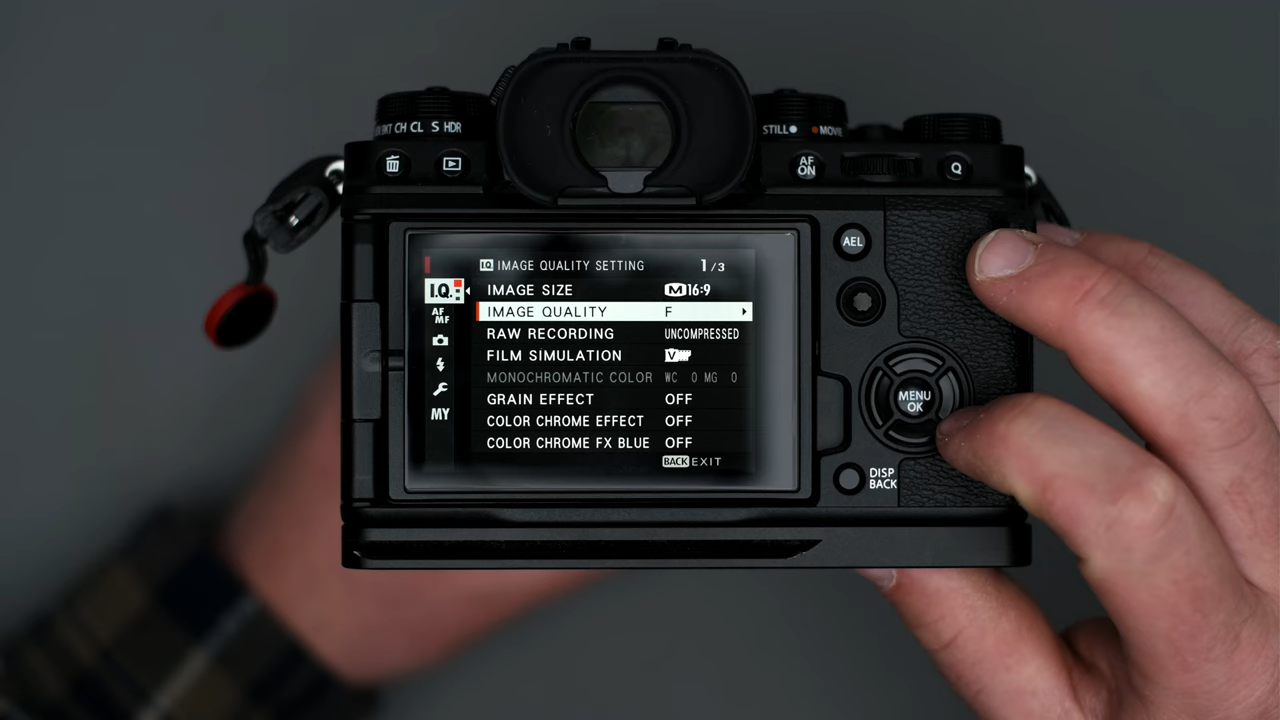 BKT CH CL S HDR
STILL MOVIE
AF ON
Q
AEL
I.Q. IMAGE QUALITY SETTING 1/3
I.Q. IMAGE SIZE M 16:9
IMAGE QUALITY F
AF MF RAW RECORDING UNCOMPRESSED
FILM SIMULATION V
MONOCHROMATIC COLOR WC 0 MG 0
GRAIN EFFECT OFF
MY COLOR CHROME EFFECT OFF
COLOR CHROME FX BLUE OFF
BACK EXIT
MENU OK
DISP BACK